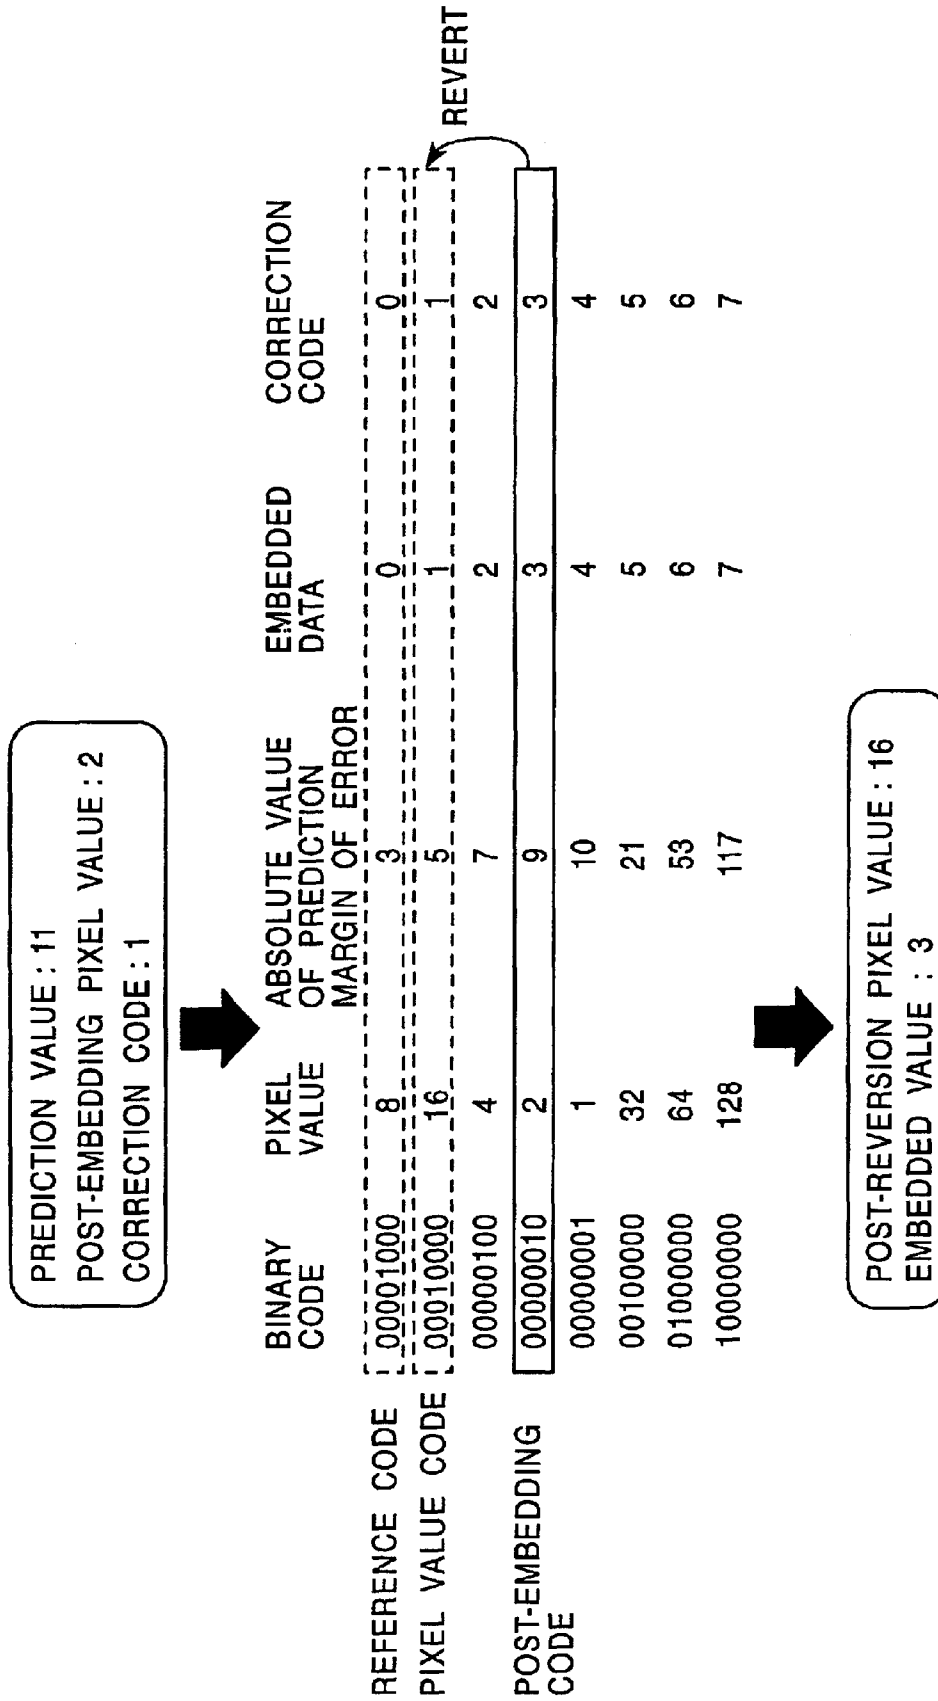 PREDICTION VALUE : 11
POST-EMBEDDING PIXEL VALUE : 2
CORRECTION CODE : 1
BINARY CODE
PIXEL VALUE
ABSOLUTE VALUE OF PREDICTION MARGIN OF ERROR
EMBEDDED DATA
CORRECTION CODE
REFERENCE CODE 00001000 8 3 0 0
PIXEL VALUE CODE 00010000 16 5 1 1
00000100 4 7 2 2
POST-EMBEDDING CODE 00000010 2 9 3 3
00000001 1 10 4 4
00100000 32 21 5 5
01000000 64 53 6 6
10000000 128 117 7 7
REVERT
POST-REVERSION PIXEL VALUE : 16
EMBEDDED VALUE : 3